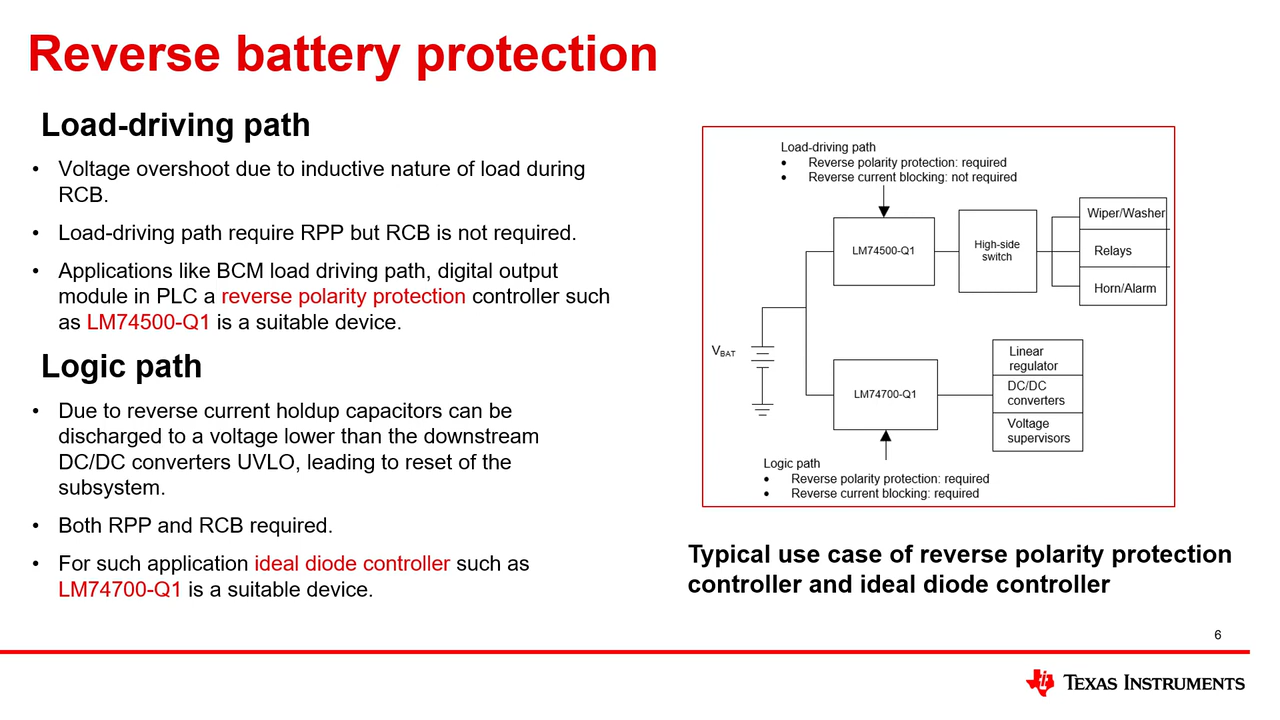 Reverse battery protection
Load-driving path
• Voltage overshoot due to inductive nature of load during
RCB.
• Load-driving path require RPP but RCB is not required.
• Applications like BCM load driving path, digital output
module in PLC a reverse polarity protection controller such
as LM74500-Q1 is a suitable device.
Logic path
• Due to reverse current holdup capacitors can be
discharged to a voltage lower than the downstream
DC/DC converters UVLO, leading to reset of the
subsystem.
• Both RPP and RCB required.
• For such application ideal diode controller such as
LM74700-Q1 is a suitable device.
Load-driving path
• Reverse polarity protection: required
• Reverse current blocking: not required
LM74500-Q1
High-side
switch
Wiper/Washer
Relays
Horn/Alarm
VBAT
LM74700-Q1
Linear
regulator
DC/DC
converters
Voltage
supervisors
Logic path
• Reverse polarity protection: required
• Reverse current blocking: required
Typical use case of reverse polarity protection
controller and ideal diode controller
6
TEXAS INSTRUMENTS